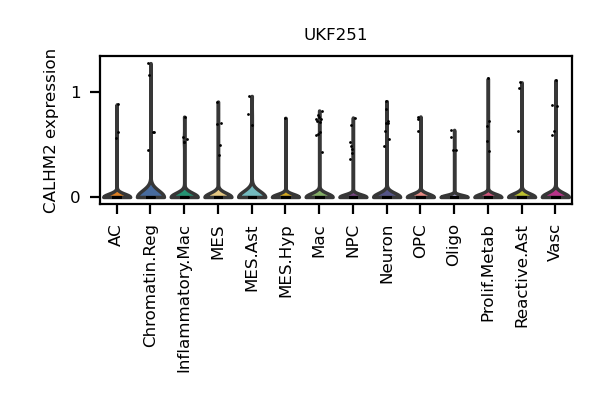 UKF251
CALHM2 expression
1
0
AC
Chromatin.Reg
Inflammatory.Mac
MES
MES.Ast
MES.Hyp
Mac
NPC
Neuron
OPC
Oligo
Prolif.Metab
Reactive.Ast
Vasc